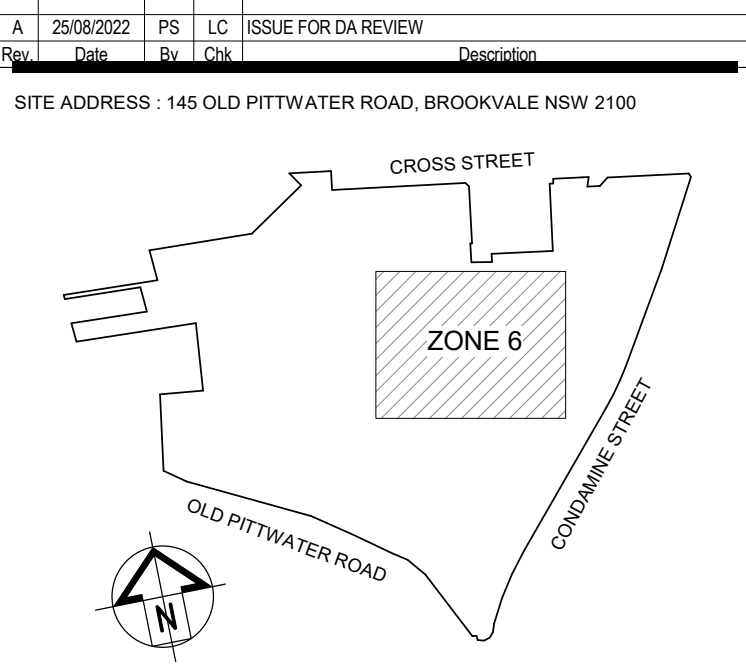 A 25/08/2022 PS LC ISSUE FOR DA REVIEW
Rev. Date By Chk Description
SITE ADDRESS : 145 OLD PITTWATER ROAD, BROOKVALE NSW 2100
CROSS STREET
ZONE 6
CONDAMINE STREET
OLD PITTWATER ROAD
N